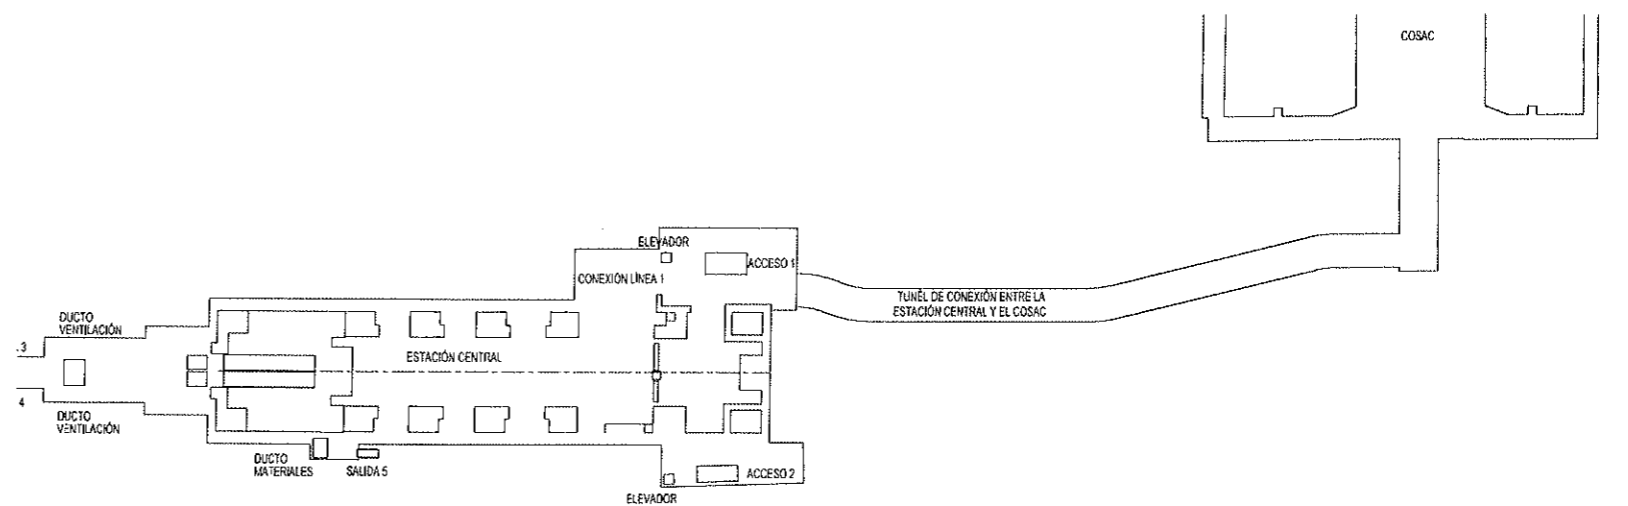 COSAC
ELEVADOR
ACCESO 1
CONEXIÓN LÍNEA 1
TUNÉL DE CONEXIÓN ENTRE LA
ESTACIÓN CENTRAL Y EL COSAC
DUCTO
VENTILACIÓN
.3
ESTACIÓN CENTRAL
4
DUCTO
VENTILACIÓN
DUCTO
MATERIALES
SALIDA 5
ACCESO 2
ELEVADOR